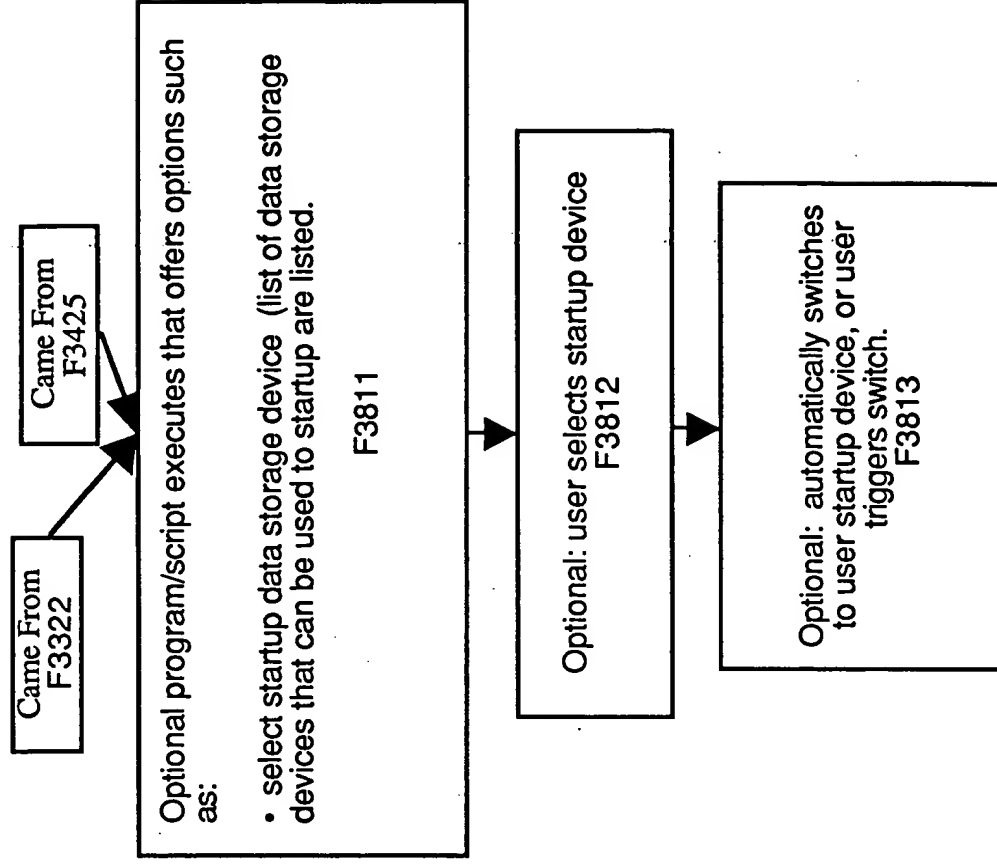 Came From
F3322
Came From
F3425
Optional program/script executes that offers options such
as:
• select startup data storage device (list of data storage
devices that can be used to startup are listed.
F3811
Optional: user selects startup device
F3812
Optional: automatically switches
to user startup device, or user
triggers switch.
F3813